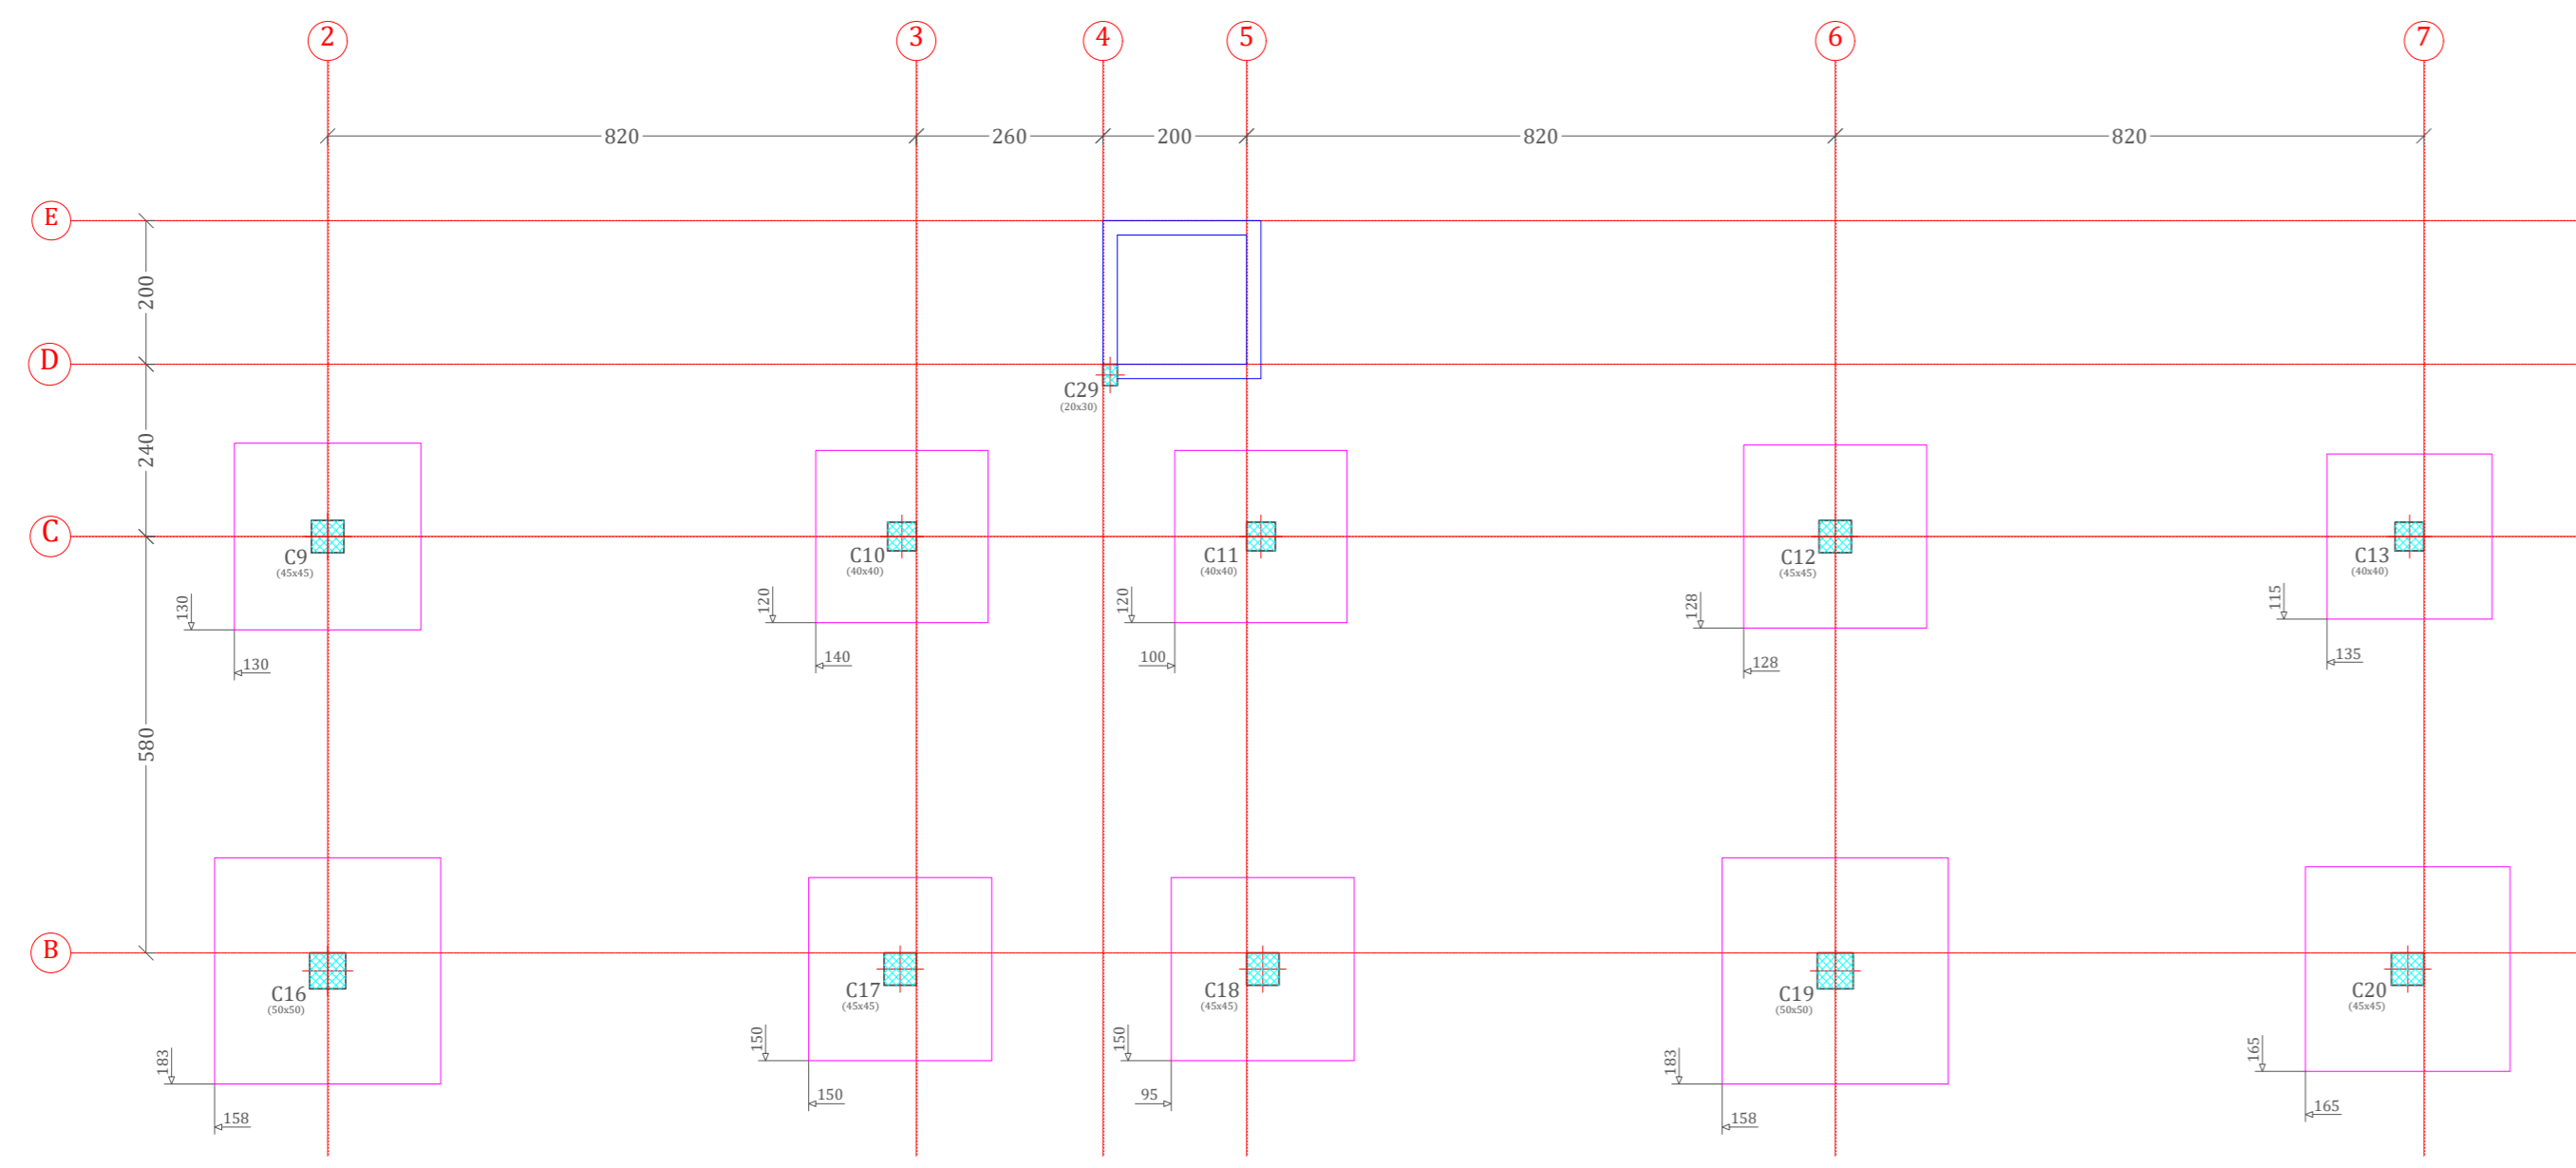 2 3 4 5 6 7
820 260 200 820 820
E
200
D
C29
(20x30)
240
C
C9 C10 C11 C12 C13
(45x45) (40x40) (40x40) (45x45) (40x40)
130 120 120 128 115
130 140 100 128 135
580
B
C16 C17 C18 C19 C20
(50x50) (45x45) (45x45) (50x50) (45x45)
183 150 150 183 165
158 150 95 158 165